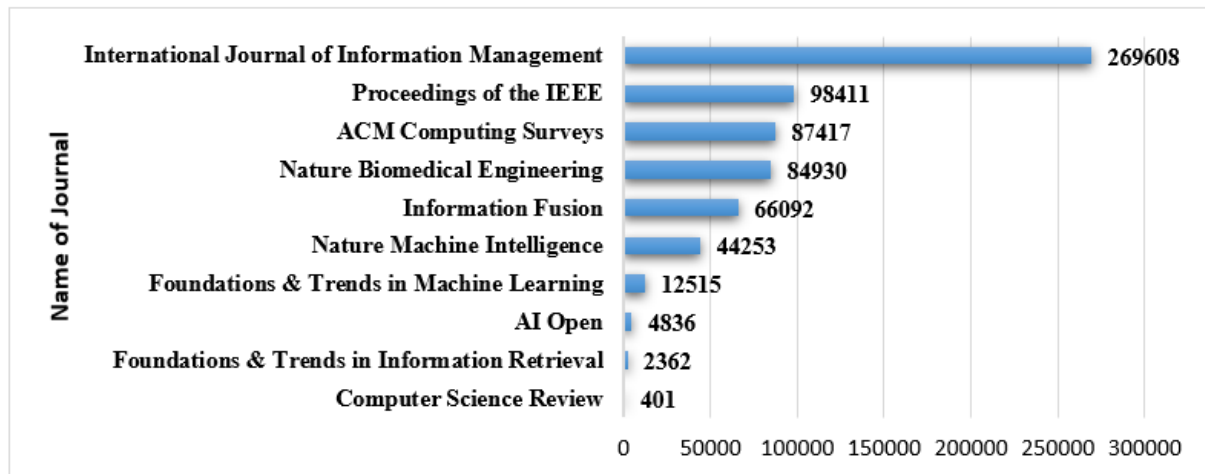 Name of Journal
International Journal of Information Management 269608
Proceedings of the IEEE 98411
ACM Computing Surveys 87417
Nature Biomedical Engineering 84930
Information Fusion 66092
Nature Machine Intelligence 44253
Foundations & Trends in Machine Learning 12515
AI Open 4836
Foundations & Trends in Information Retrieval 2362
Computer Science Review 401
0 50000 100000 150000 200000 250000 300000